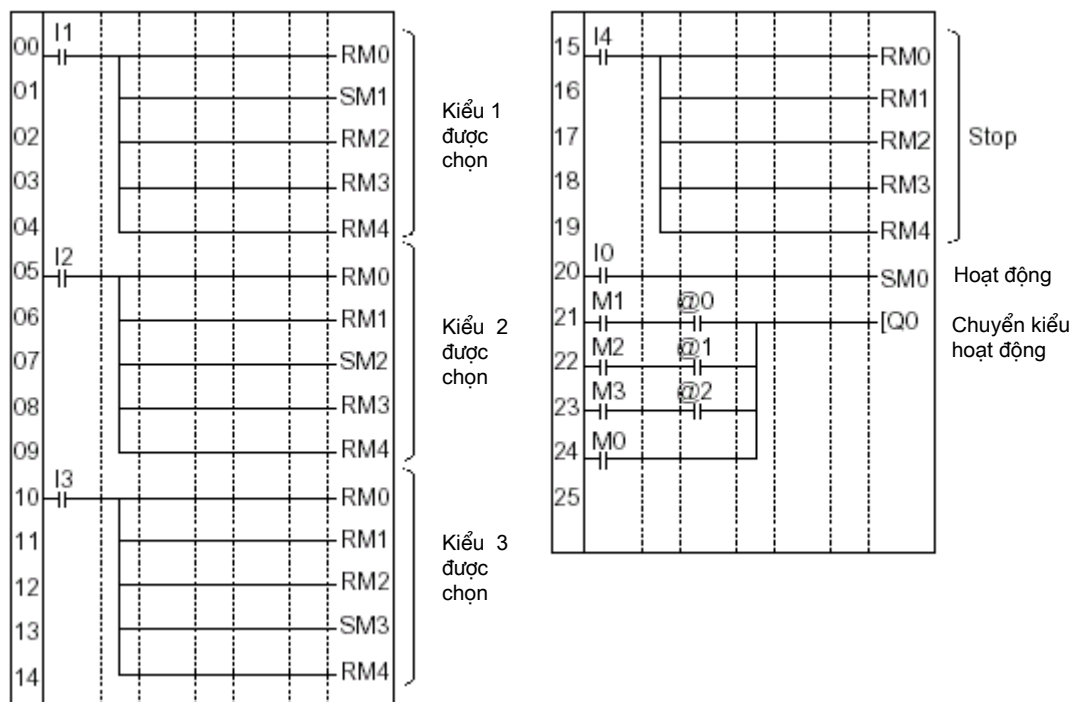 I1
00 RM0
01 SM1
02 RM2
03 RM3
04 RM4
Kiểu 1
được
chọn
I2
05 RM0
06 RM1
07 SM2
08 RM3
09 RM4
Kiểu 2
được
chọn
I3
10 RM0
11 RM1
12 RM2
13 SM3
14 RM4
Kiểu 3
được
chọn
I4
15 RM0
16 RM1
17 RM2
18 RM3
19 RM4
Stop
I0
20 SM0
Hoạt động
M1 @0
21 [Q0
Chuyển kiểu
hoạt động
M2 @1
22
M3 @2
23
M0
24
25